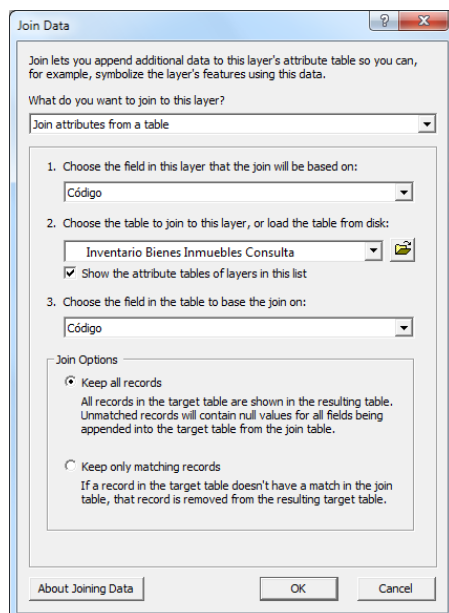 Join Data
Join lets you append additional data to this layer's attribute table so you can,
for example, symbolize the layer's features using this data.
What do you want to join to this layer?
Join attributes from a table
1. Choose the field in this layer that the join will be based on:
Código
2. Choose the table to join to this layer, or load the table from disk:
Inventario Bienes Inmuebles Consulta
Show the attribute tables of layers in this list
3. Choose the field in the table to base the join on:
Código
Join Options
Keep all records
All records in the target table are shown in the resulting table.
Unmatched records will contain null values for all fields being
appended into the target table from the join table.
Keep only matching records
If a record in the target table doesn't have a match in the join
table, that record is removed from the resulting target table.
About Joining Data
OK
Cancel